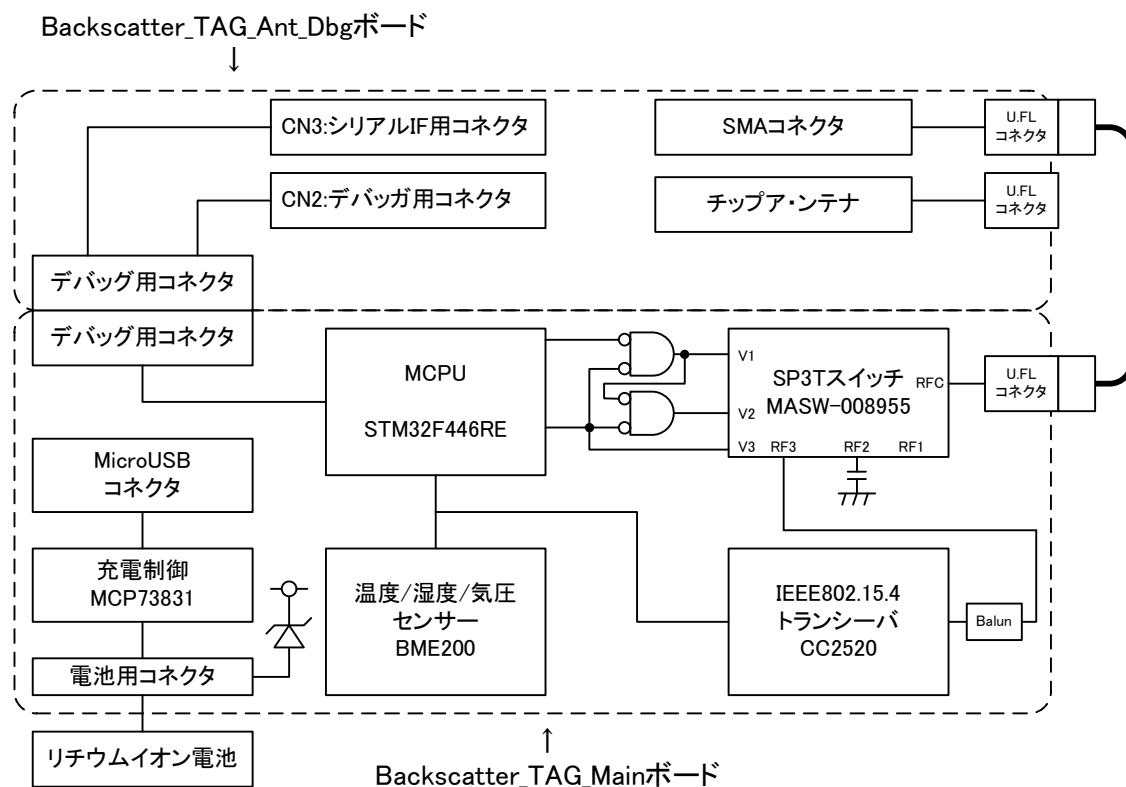 Backscatter_TAG_Ant_Dbgボード
↓
CN3:シリアルIF用コネクタ
SMAコネクタ
U.FL
コネクタ
CN2:デバッガ用コネクタ
チップア・ンテナ
U.FL
コネクタ
デバッグ用コネクタ
デバッグ用コネクタ
MCPU
STM32F446RE
V1
V2
V3
SP3Tスイッチ
MASW-008955
RFC
RF3
RF2
RF1
U.FL
コネクタ
MicroUSB
コネクタ
充電制御
MCP73831
温度/湿度/気圧
センサー
BME200
IEEE802.15.4
トランシーバ
CC2520
Balun
電池用コネクタ
リチウムイオン電池
↑
Backscatter_TAG_Mainボード